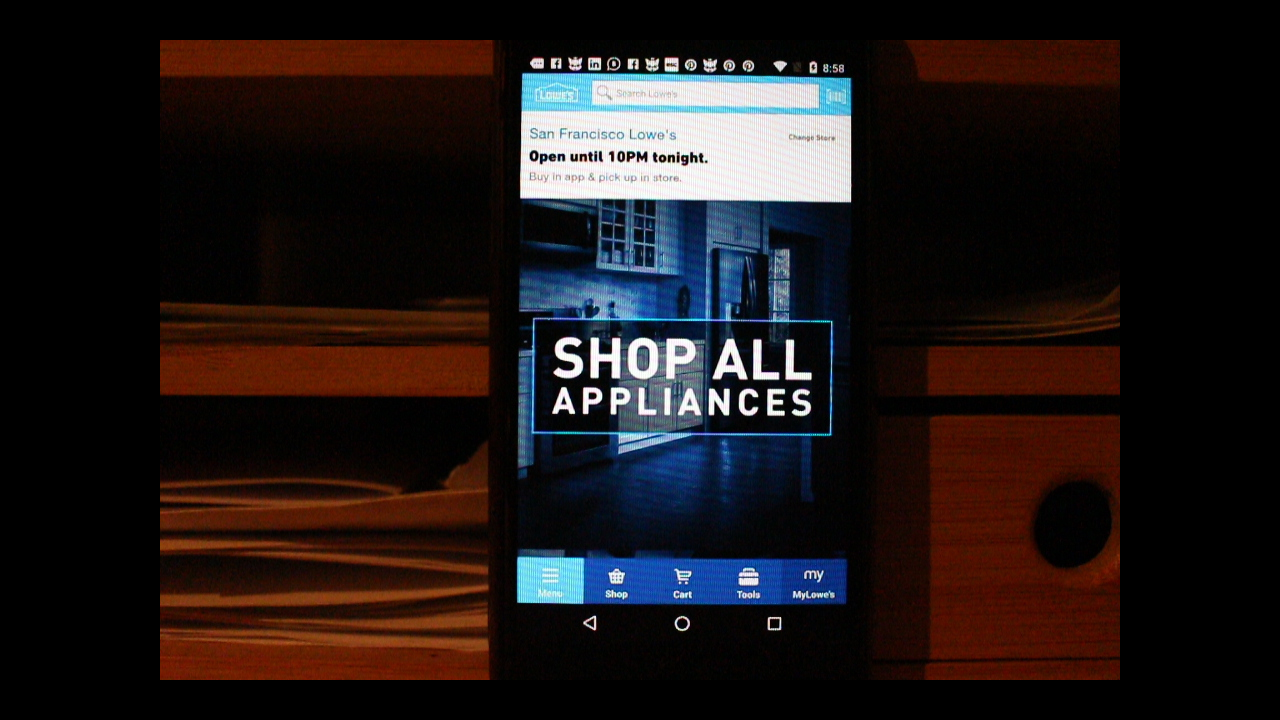 8:58
LOWE'S
Search Lowe's
San Francisco Lowe's
Change Store
Open until 10PM tonight.
Buy in app & pick up in store.
SHOP ALL
APPLIANCES
Menu
Shop
Cart
Tools
my
MyLowe's